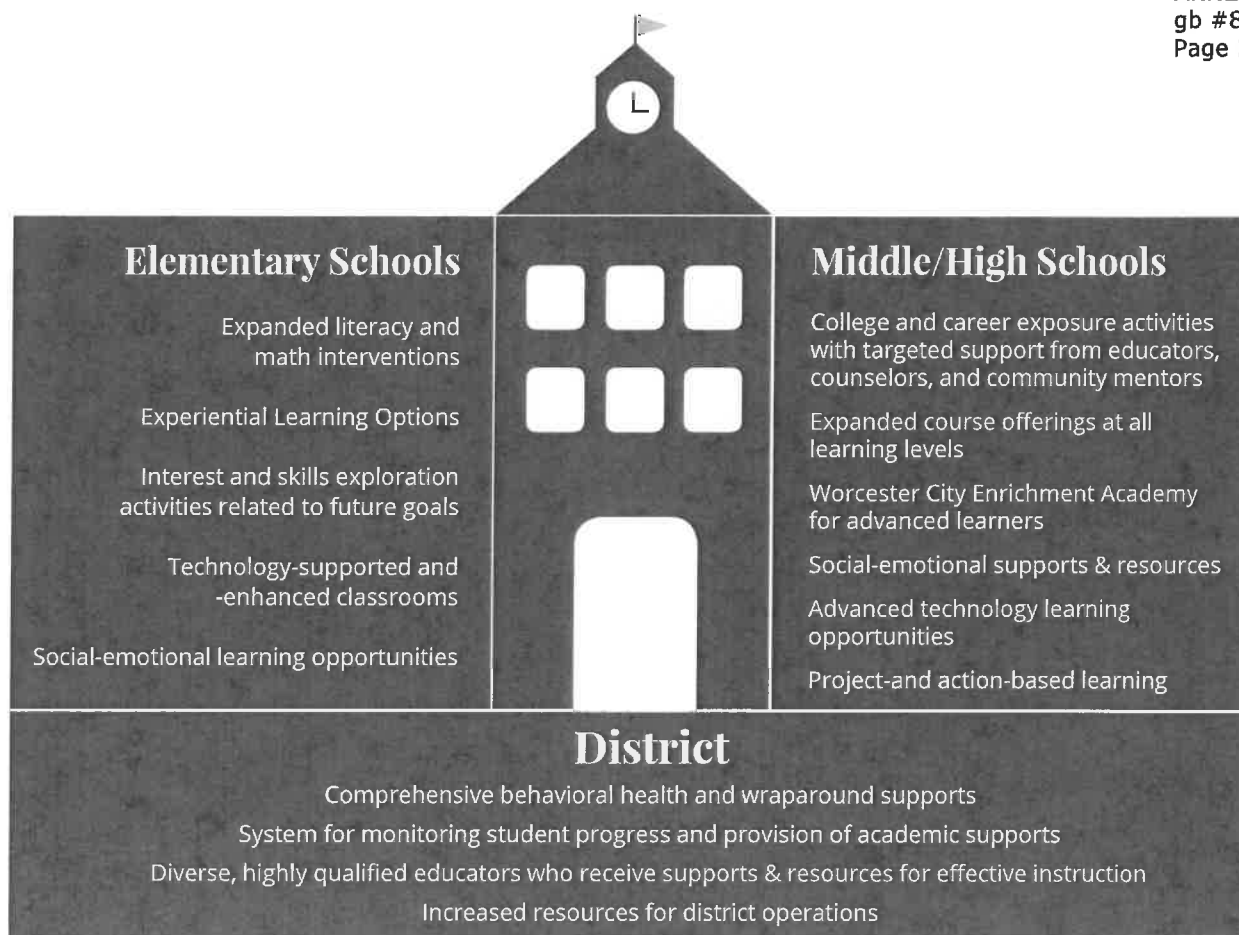 gb #8
Page
Elementary Schools
Expanded literacy and
math interventions
Experiential Learning Options
Interest and skills exploration
activities related to future goals
Technology-supported and
-enhanced classrooms
Social-emotional learning opportunities
Middle/High Schools
College and career exposure activities
with targeted support from educators,
counselors, and community mentors
Expanded course offerings at all
learning levels
Worcester City Enrichment Academy
for advanced learners
Social-emotional supports & resources
Advanced technology learning
opportunities
Project-and action-based learning
District
Comprehensive behavioral health and wraparound supports
System for monitoring student progress and provision of academic supports
Diverse, highly qualified educators who receive supports & resources for effective instruction
Increased resources for district operations